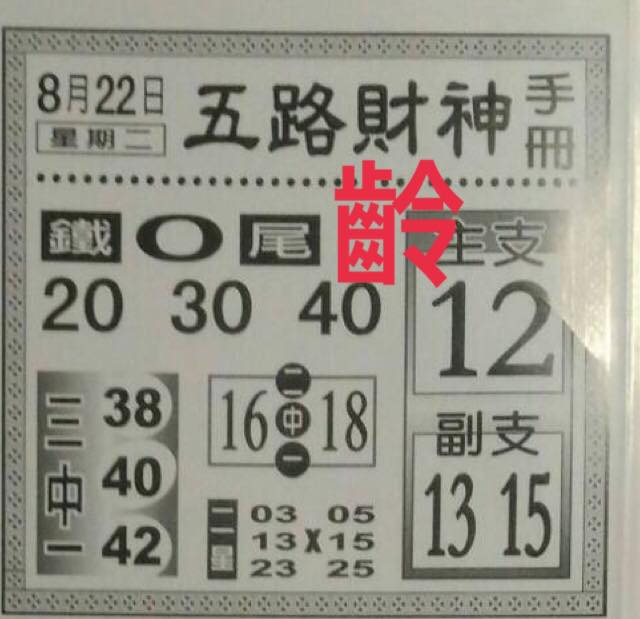 8月22日
星期二
五路財神
手冊
齡
鐵0尾
20 30 40
主支
12
三中一
38
40
42
二中一
16 18
副支
13 15
二星
03 05
13 X 15
23 25